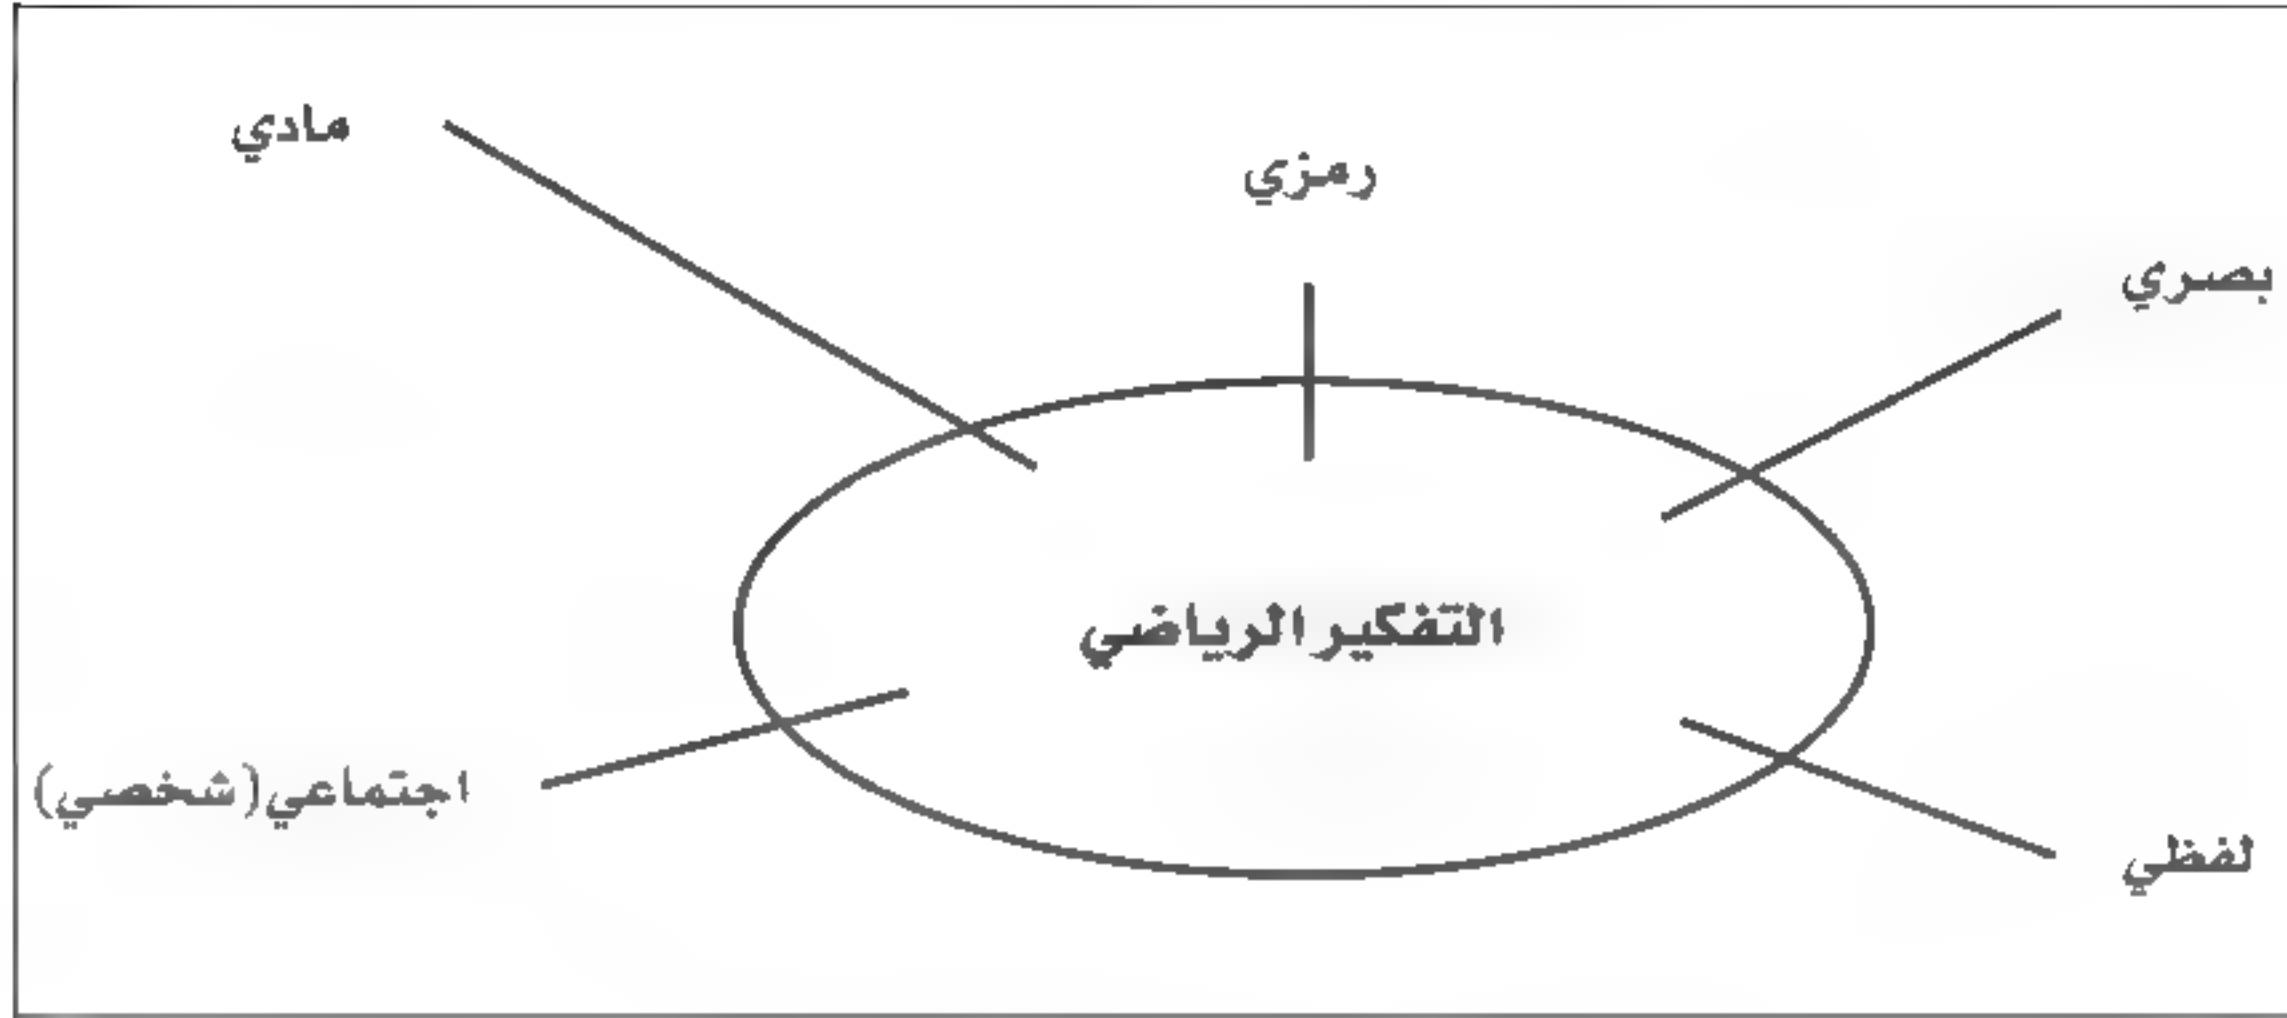 مادي
رمزي
بصري
التفكير الرياضي
اجتماعي (شخصي)
لفظي